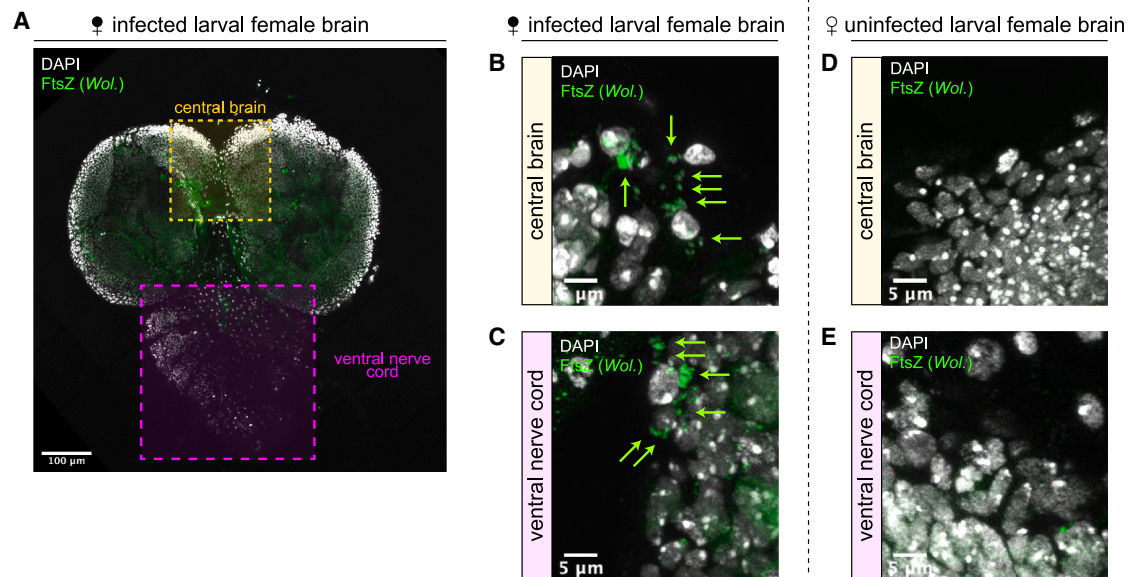 A
infected larval female brain
DAPI
FtsZ (Wol.)
central brain
ventral nerve
cord
100 µm
infected larval female brain
B
DAPI
FtsZ (Wol.)
central brain
5 µm
C
DAPI
FtsZ (Wol.)
ventral nerve cord
5 µm
♀ uninfected larval female brain
D
DAPI
FtsZ (Wol.)
central brain
5 µm
E
DAPI
FtsZ (Wol.)
ventral nerve cord
5 µm